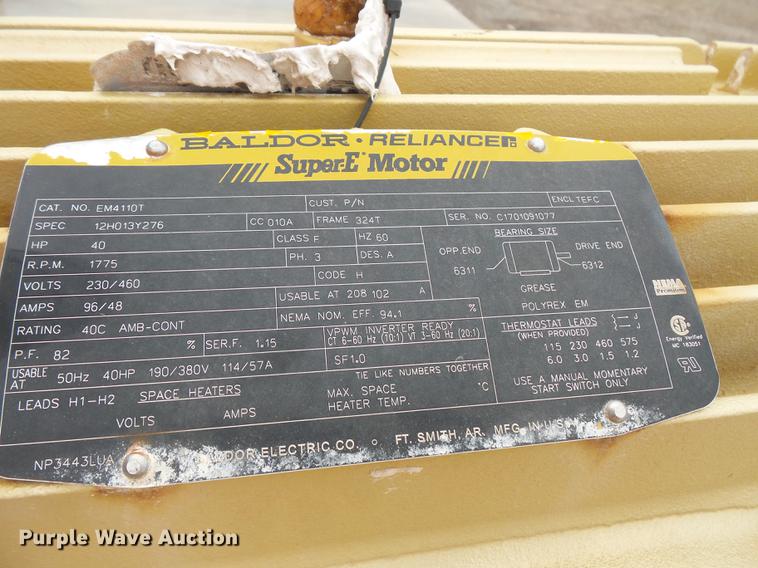 BALDOR • RELIANCE
Super-E Motor
CAT. NO. EM4110T CUST. P/N ENCL TEFC
SPEC 12H013Y276 CC 010A FRAME 324T SER. NO. C1701091077
HP 40 CLASS F HZ 60
R.P.M. 1775 PH. 3 DES. A
VOLTS 230/460 CODE H
AMPS 96/48 USABLE AT 208 102 A
RATING 40C AMB-CONT NEMA NOM. EFF. 94.1 %
P.F. 82 % SER.F. 1.15 VPWM INVERTER READY
CT 6-60 Hz (10:1) VT 3-60 Hz (20:1)
SF1.0
USABLE AT 50Hz 40HP 190/380V 114/57A
TIE LIKE NUMBERS TOGETHER
LEADS H1-H2 SPACE HEATERS MAX. SPACE HEATER TEMP. °C
VOLTS AMPS
BEARING SIZE
OPP.END DRIVE END
6311 6312
GREASE
POLYREX EM
THERMOSTAT LEADS
(WHEN PROVIDED)
115 230 460 575
6.0 3.0 1.5 1.2
USE A MANUAL MOMENTARY
START SWITCH ONLY
NEMA
Premium
Energy Verified
MC 183051
NP3443LUA BALDOR ELECTRIC CO. FT. SMITH, AR. MFG. IN U.S.A.
Purple Wave Auction